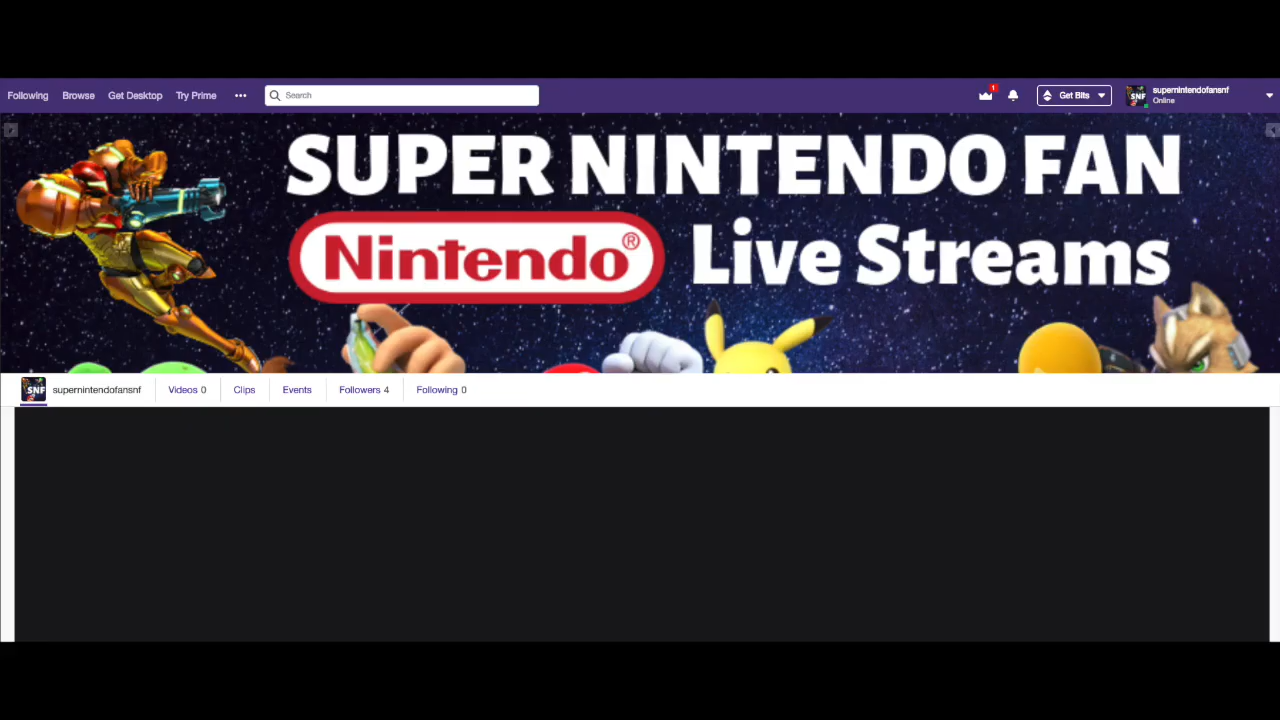 Following Browse Get Desktop Try Prime ••• Search 1 Get Bits supernintendofansnf
Online
SUPER NINTENDO FAN
Nintendo® Live Streams
SNF supernintendofansnf Videos 0 Clips Events Followers 4 Following 0